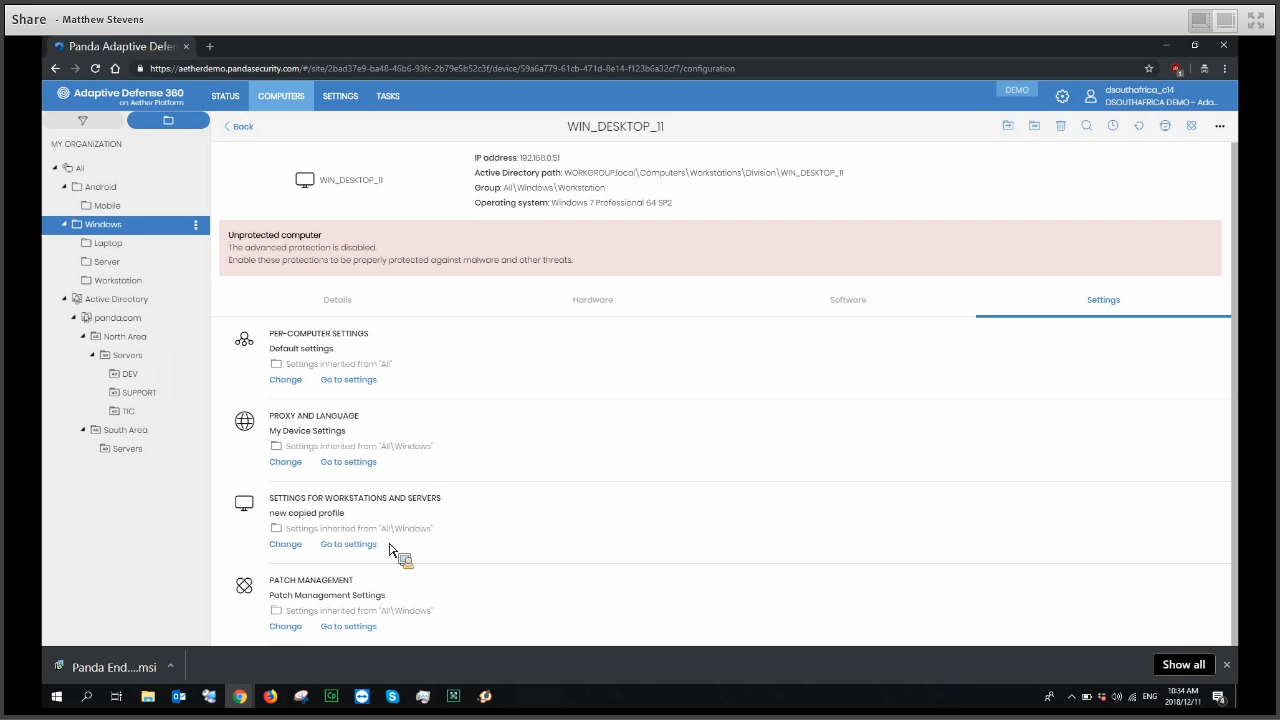 Share - Matthew Stevens
Panda Adaptive Defen
https://aetherdemo.pandasecurity.com/#/site/2bad37e9-ba48-46b6-93fc-2b79e5b52c3f/device/59a6a779-61cb-471d-8e14-f123b6a32cf7/configuration
Adaptive Defense 360
on Aether Platform
STATUS
COMPUTERS
SETTINGS
TASKS
DEMO
dsouthafrica_c14
DSOUTHAFRICA DEMO - Ada...
Back
WIN_DESKTOP_11
MY ORGANIZATION
All
Android
Mobile
Windows
Laptop
Server
Workstation
Active Directory
panda.com
North Area
Servers
DEV
SUPPORT
TIC
South Area
Servers
WIN_DESKTOP_11
IP address: 192.168.0.51
Active Directory path: WORKGROUP.local\Computers\Workstations\Division\WIN_DESKTOP_11
Group: All\Windows\Workstation
Operating system: Windows 7 Professional 64 SP2
Unprotected computer
The advanced protection is disabled.
Enable these protections to be properly protected against malware and other threats.
Details
Hardware
Software
Settings
PER-COMPUTER SETTINGS
Default settings
Settings inherited from "All"
Change Go to settings
PROXY AND LANGUAGE
My Device Settings
Settings inherited from "All\Windows"
Change Go to settings
SETTINGS FOR WORKSTATIONS AND SERVERS
new copied profile
Settings inherited from "All\Windows"
Change Go to settings
PATCH MANAGEMENT
Patch Management Settings
Settings inherited from "All\Windows"
Change Go to settings
Panda End....msi
Show all
ENG
10:34 AM
2018/12/11